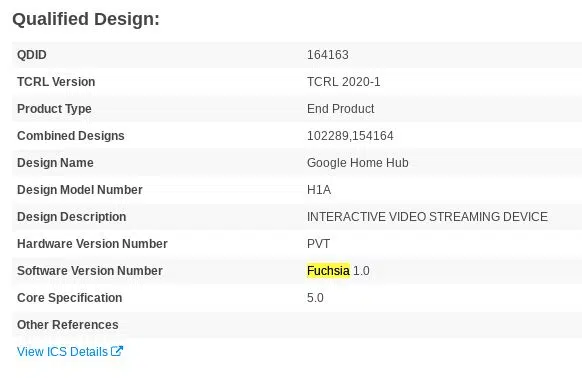 Qualified Design:
QDID 164163
TCRL Version TCRL 2020-1
Product Type End Product
Combined Designs 102289,154164
Design Name Google Home Hub
Design Model Number H1A
Design Description INTERACTIVE VIDEO STREAMING DEVICE
Hardware Version Number PVT
Software Version Number Fuchsia 1.0
Core Specification 5.0
Other References
View ICS Details